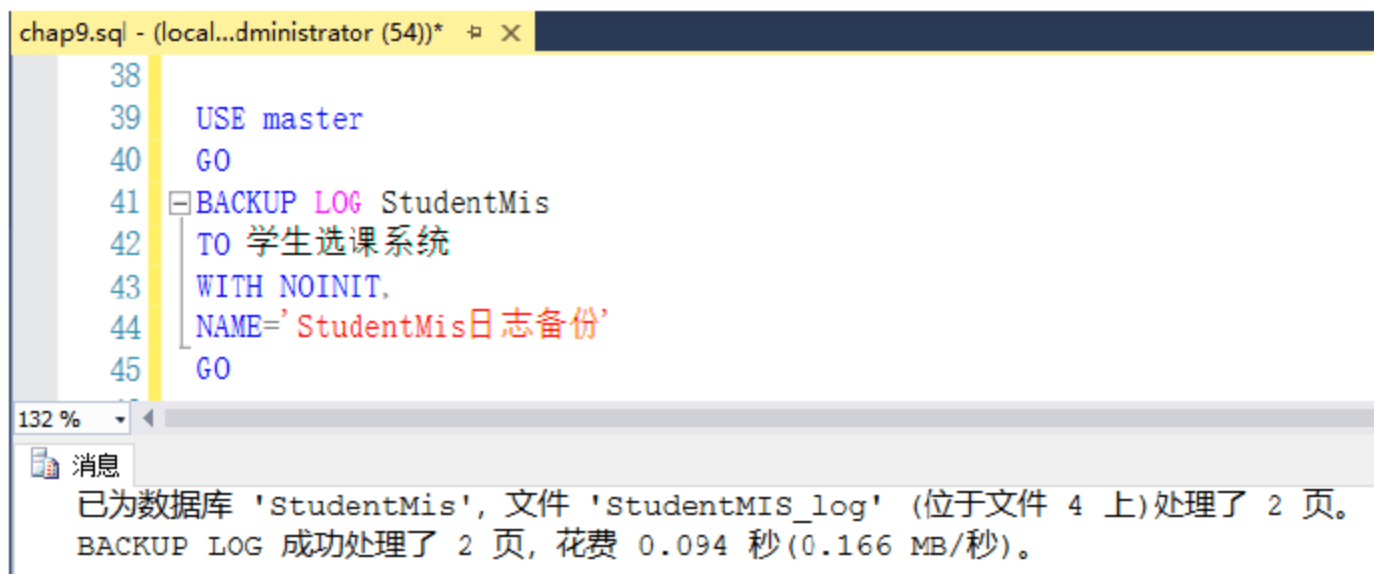 chap9.sql - (local...dministrator (54))*
38
39 USE master
40 GO
41 BACKUP LOG StudentMis
42 TO 学生选课系统
43 WITH NOINIT,
44 NAME='StudentMis日志备份'
45 GO
132 %
消息
已为数据库 'StudentMis', 文件 'StudentMIS_log' (位于文件 4 上)处理了 2 页。
BACKUP LOG 成功处理了 2 页, 花费 0.094 秒(0.166 MB/秒)。